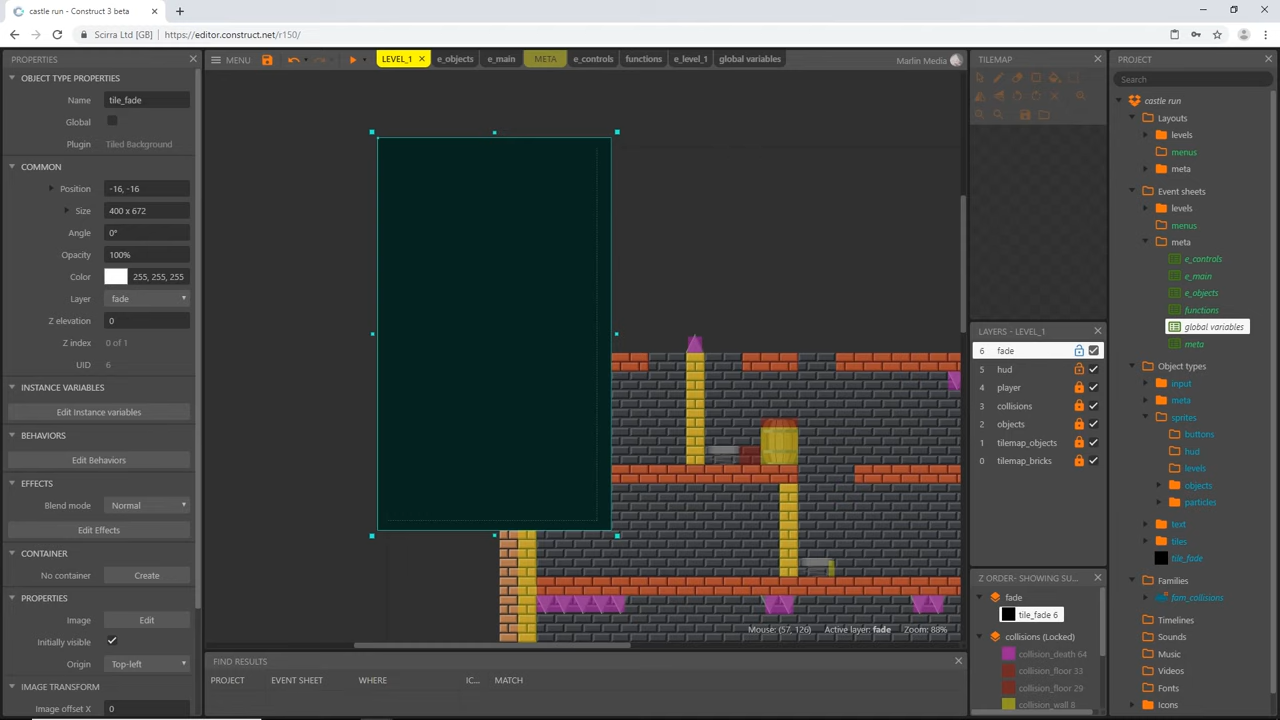 castle run - Construct 3 beta
Scirra Ltd [GB] | https://editor.construct.net/r150/
PROPERTIES
OBJECT TYPE PROPERTIES
Name tile_fade
Global
Plugin Tiled Background
COMMON
Position -16, -16
Size 400 x 672
Angle 0°
Opacity 100%
Color 255, 255, 255
Layer fade
Z elevation 0
Z index 0 of 1
UID 6
INSTANCE VARIABLES
Edit Instance variables
BEHAVIORS
Edit Behaviors
EFFECTS
Blend mode Normal
Edit Effects
CONTAINER
No container Create
PROPERTIES
Image Edit
Initially visible
Origin Top-left
IMAGE TRANSFORM
Image offset X 0
MENU
LEVEL_1
e_objects
e_main
META
e_controls
functions
e_level_1
global variables
Marlin Media
Mouse: (57, 126) Active layer: fade Zoom: 88%
FIND RESULTS
PROJECT EVENT SHEET WHERE IC... MATCH
TILEMAP
LAYERS - LEVEL_1
6 fade
5 hud
4 player
3 collisions
2 objects
1 tilemap_objects
0 tilemap_bricks
Z ORDER- SHOWING SU...
fade
tile_fade 6
collisions (Locked)
collision_death 64
collision_floor 33
collision_floor 29
collision_wall 8
PROJECT
Search
castle run
Layouts
levels
menus
meta
Event sheets
levels
menus
meta
e_controls
e_main
e_objects
functions
global variables
meta
Object types
input
meta
sprites
buttons
hud
levels
objects
particles
text
tiles
tile_fade
Families
fam_collisions
Timelines
Sounds
Music
Videos
Fonts
Icons